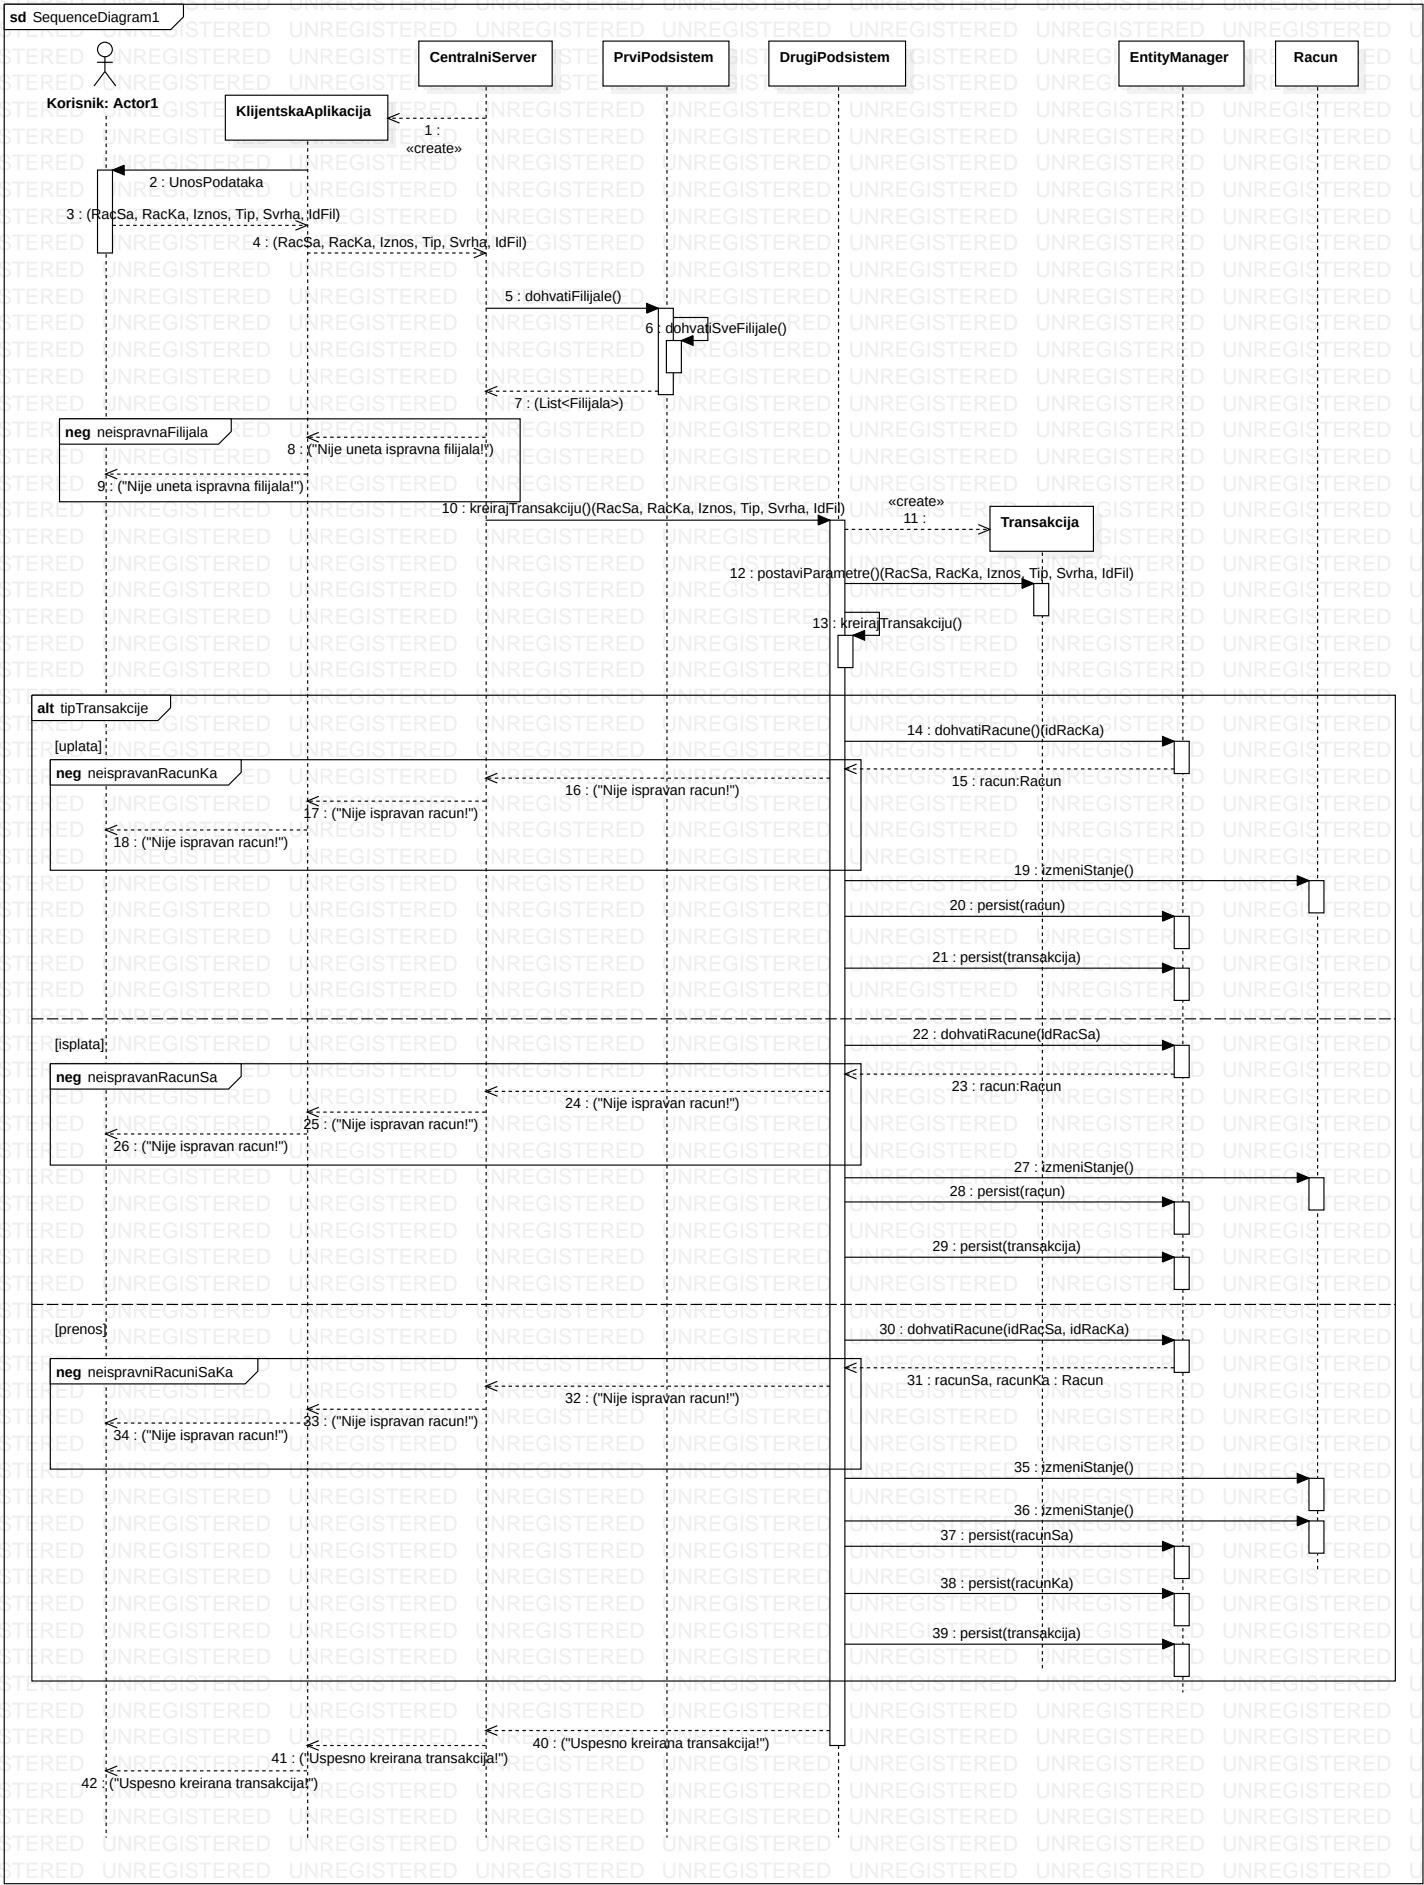 sd SequenceDiagram1
CentralniServer
PrviPodsistem
DrugiPodsistem
EntityManager
Racun
Korisnik: Actor1
KlijentskaAplikacija
1 :
«create»
2 : UnosPodataka
3 : (RacSa, RacKa, Iznos, Tip, Svrha, IdFil)
4 : (RacSa, RacKa, Iznos, Tip, Svrha, IdFil)
5 : dohvatiFilijale()
6 : dohvatiSveFilijale()
7 : (List<Filijala>)
neg neispravnaFilijala
8 : ("Nije uneta ispravna filijala!")
9 : ("Nije uneta ispravna filijala!")
10 : kreirajTransakciju()(RacSa, RacKa, Iznos, Tip, Svrha, IdFil)
«create»
11 :
Transakcija
12 : postaviParametre()(RacSa, RacKa, Iznos, Tip, Svrha, IdFil)
13 : kreirajTransakciju()
alt tipTransakcije
[uplata]
14 : dohvatiRacune()(idRacKa)
neg neispravanRacunKa
15 : racun:Racun
16 : ("Nije ispravan racun!")
17 : ("Nije ispravan racun!")
18 : ("Nije ispravan racun!")
19 : izmeniStanje()
20 : persist(racun)
21 : persist(transakcija)
[isplata]
22 : dohvatiRacune(idRacSa)
neg neispravanRacunSa
23 : racun:Racun
24 : ("Nije ispravan racun!")
25 : ("Nije ispravan racun!")
26 : ("Nije ispravan racun!")
27 : izmeniStanje()
28 : persist(racun)
29 : persist(transakcija)
[prenos]
30 : dohvatiRacune(idRacSa, idRacKa)
neg neispravniRacuniSaKa
31 : racunSa, racunKa : Racun
32 : ("Nije ispravan racun!")
33 : ("Nije ispravan racun!")
34 : ("Nije ispravan racun!")
35 : izmeniStanje()
36 : izmeniStanje()
37 : persist(racunSa)
38 : persist(racunKa)
39 : persist(transakcija)
40 : ("Uspesno kreirana transakcija!")
41 : ("Uspesno kreirana transakcija!")
42 : ("Uspesno kreirana transakcija!")
UNREGISTERED